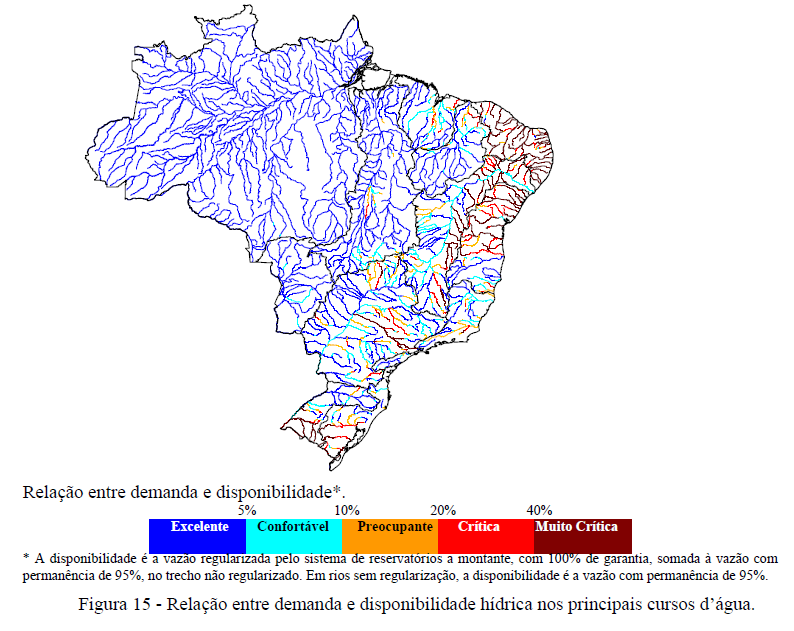 Relação entre demanda e disponibilidade*.
5% 10% 20% 40%
Excelente Confortável Preocupante Crítica Muito Crítica
* A disponibilidade é a vazão regularizada pelo sistema de reservatórios a montante, com 100% de garantia, somada à vazão com
permanência de 95%, no trecho não regularizado. Em rios sem regularização, a disponibilidade é a vazão com permanência de 95%.
Figura 15 - Relação entre demanda e disponibilidade hídrica nos principais cursos d’água.